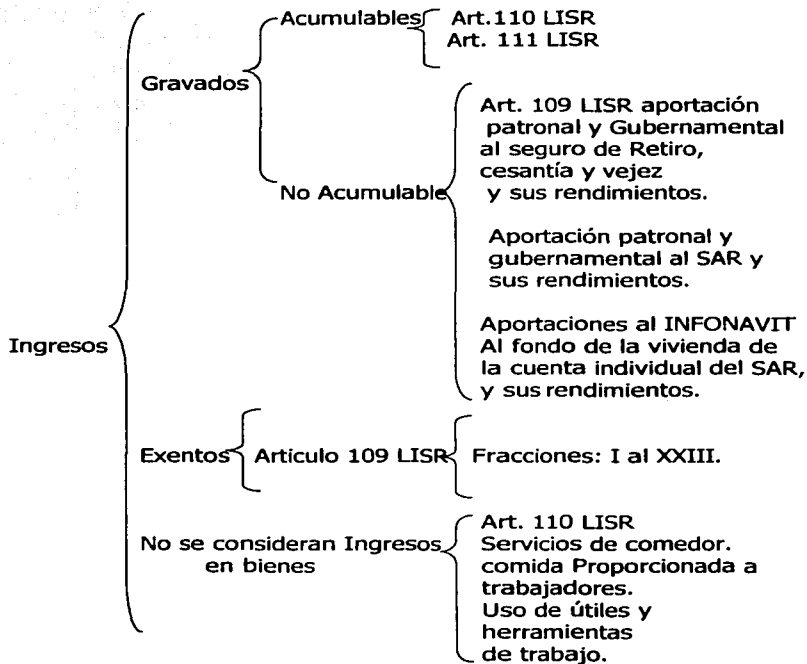 Ingresos
Gravados
Acumulables
Art.110 LISR
Art. 111 LISR
No Acumulable
Art. 109 LISR aportación
patronal y Gubernamental
al seguro de Retiro,
cesantía y vejez
y sus rendimientos.
Aportación patronal y
gubernamental al SAR y
sus rendimientos.
Aportaciones al INFONAVIT
Al fondo de la vivienda de
la cuenta individual del SAR,
y sus rendimientos.
Exentos
Articulo 109 LISR
Fracciones: I al XXIII.
No se consideran Ingresos
en bienes
Art. 110 LISR
Servicios de comedor.
comida Proporcionada a
trabajadores.
Uso de útiles y
herramientas
de trabajo.